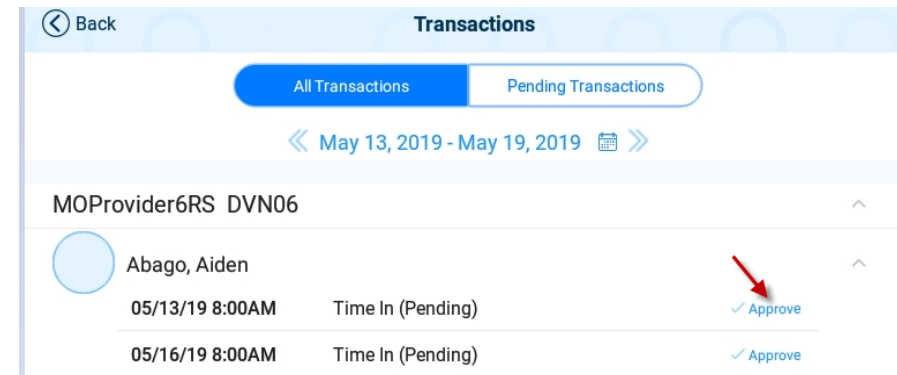 Back Transactions
All Transactions Pending Transactions
May 13, 2019 - May 19, 2019
MOProvider6RS DVN06
Abago, Aiden
05/13/19 8:00AM Time In (Pending) Approve
05/16/19 8:00AM Time In (Pending) Approve